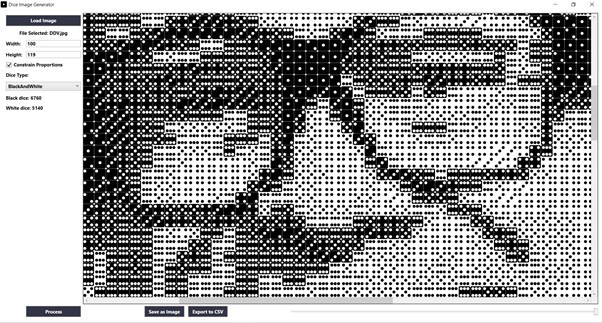 Dice Image Generator
Load Image
File Selected: DDV.jpg
Width: 100
Height: 119
Constrain Proportions
Dice Type:
BlackAndWhite
Black dice: 6760
White dice: 5140
Process
Save as Image
Export to CSV